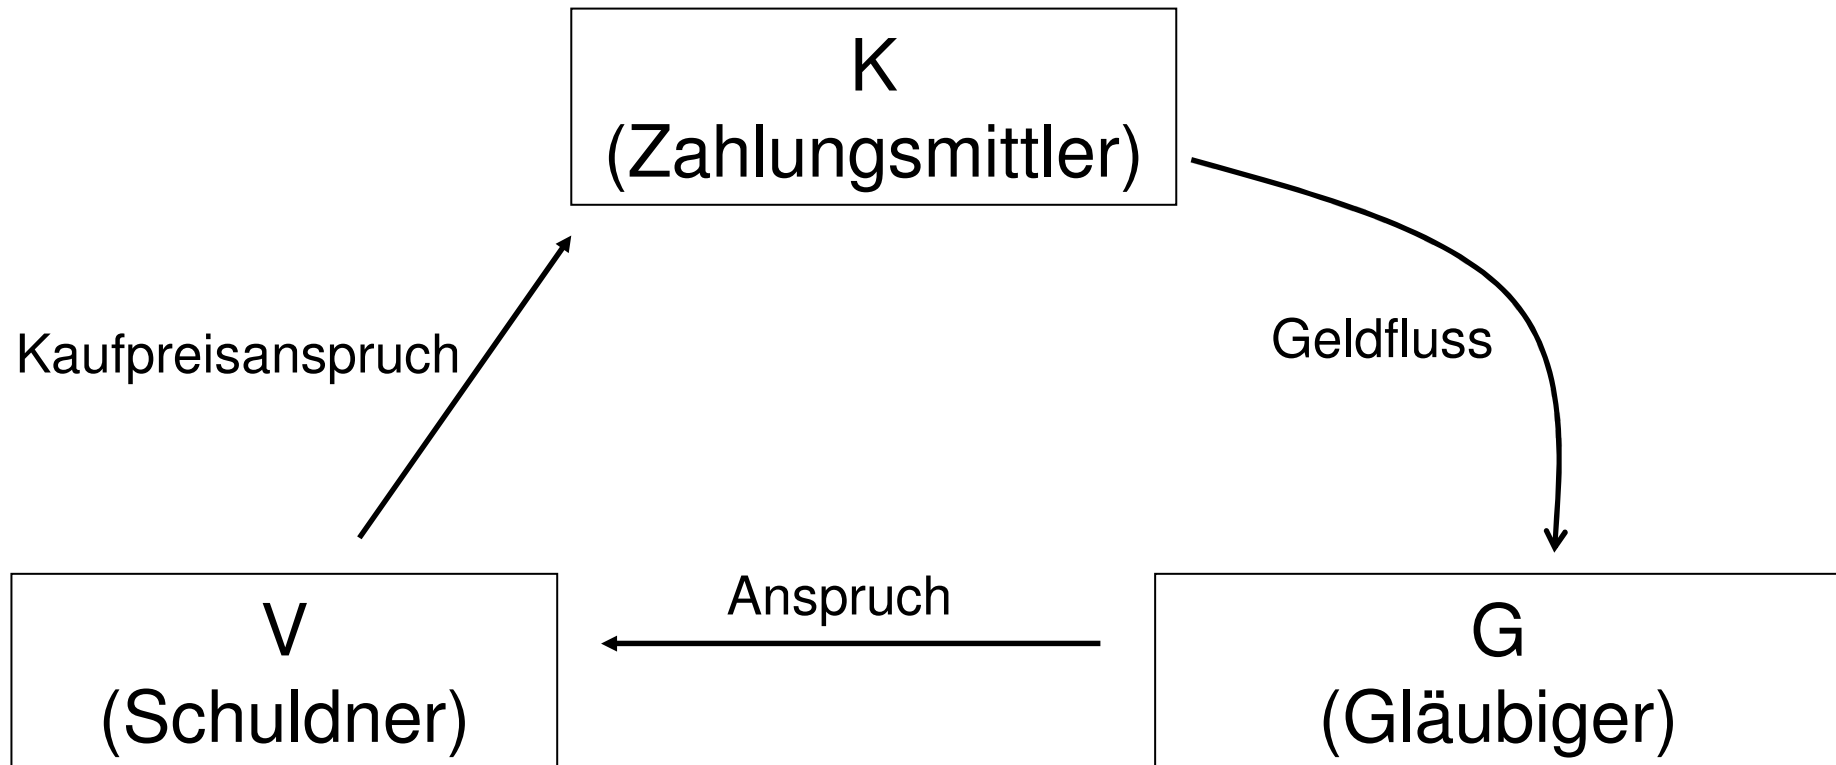 K
(Zahlungsmittler)
Kaufpreisanspruch
Geldfluss
Anspruch
V
(Schuldner)
G
(Gläubiger)